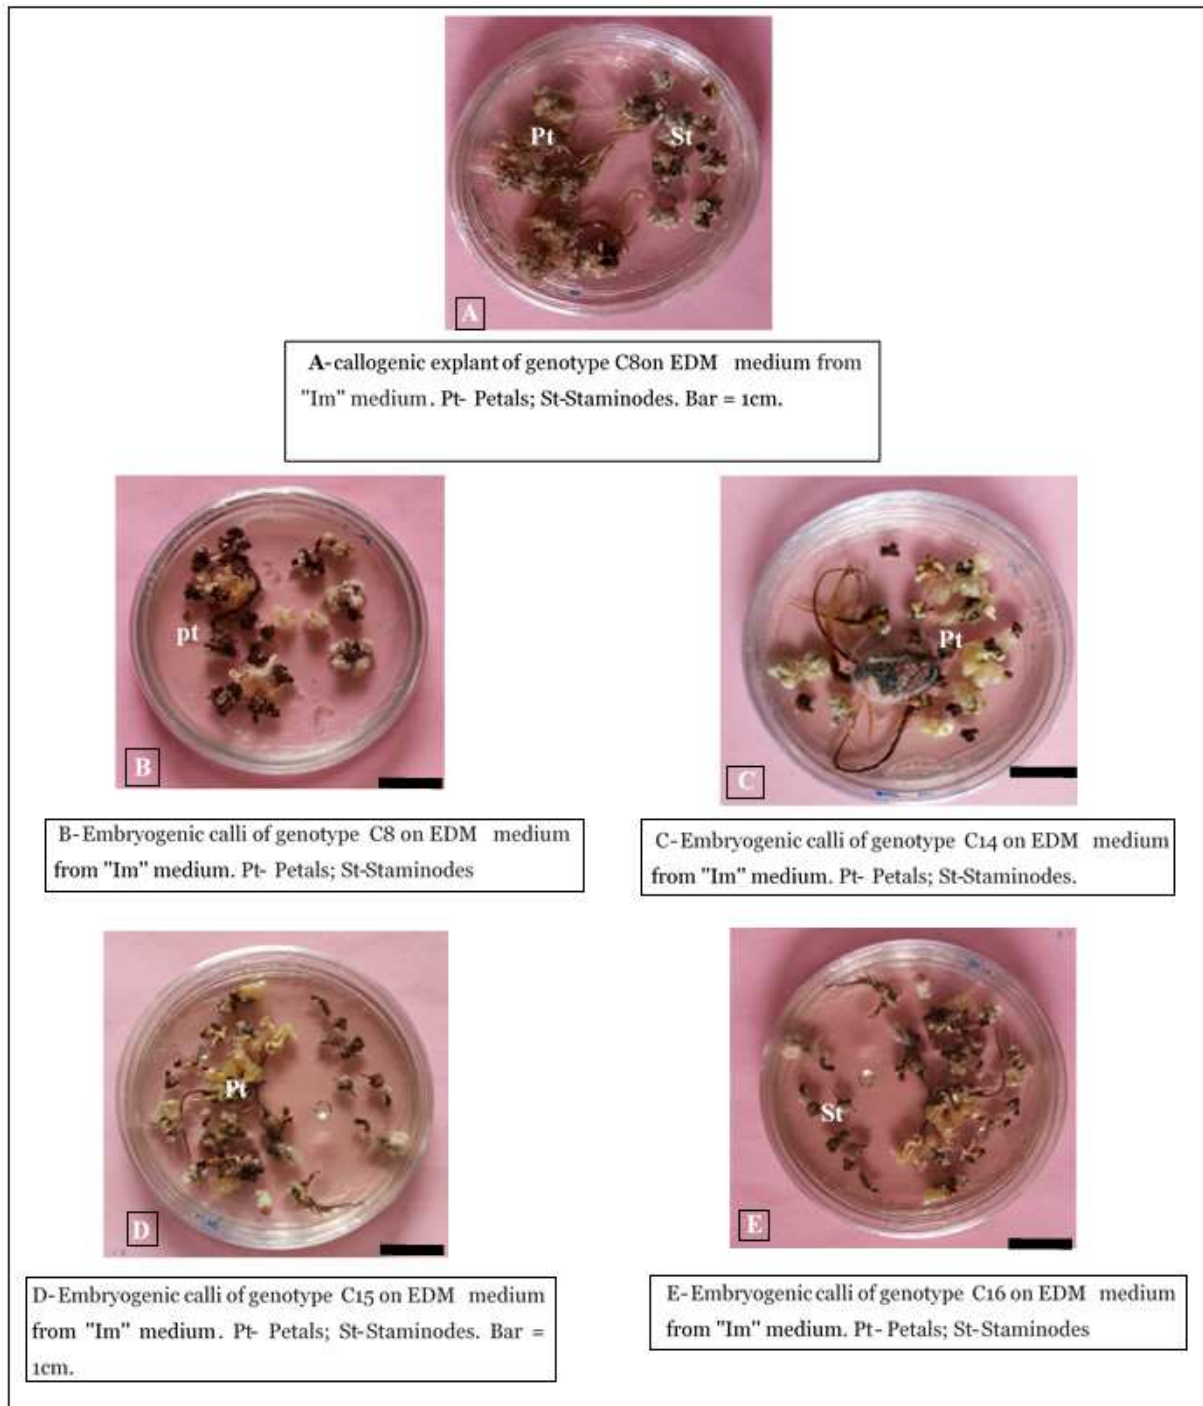 Pt St
A
A-callogenic explant of genotype C8on EDM medium from
"Im" medium. Pt- Petals; St-Staminodes. Bar = 1cm.
pt
B
Pt
C
B-Embryogenic calli of genotype C8 on EDM medium
from "Im" medium. Pt- Petals; St-Staminodes
C-Embryogenic calli of genotype C14 on EDM medium
from "Im" medium. Pt- Petals; St-Staminodes.
Pt
D
St
E
D-Embryogenic calli of genotype C15 on EDM medium
from "Im" medium. Pt- Petals; St-Staminodes. Bar =
1cm.
E-Embryogenic calli of genotype C16 on EDM medium
from "Im" medium. Pt-Petals; St-Staminodes